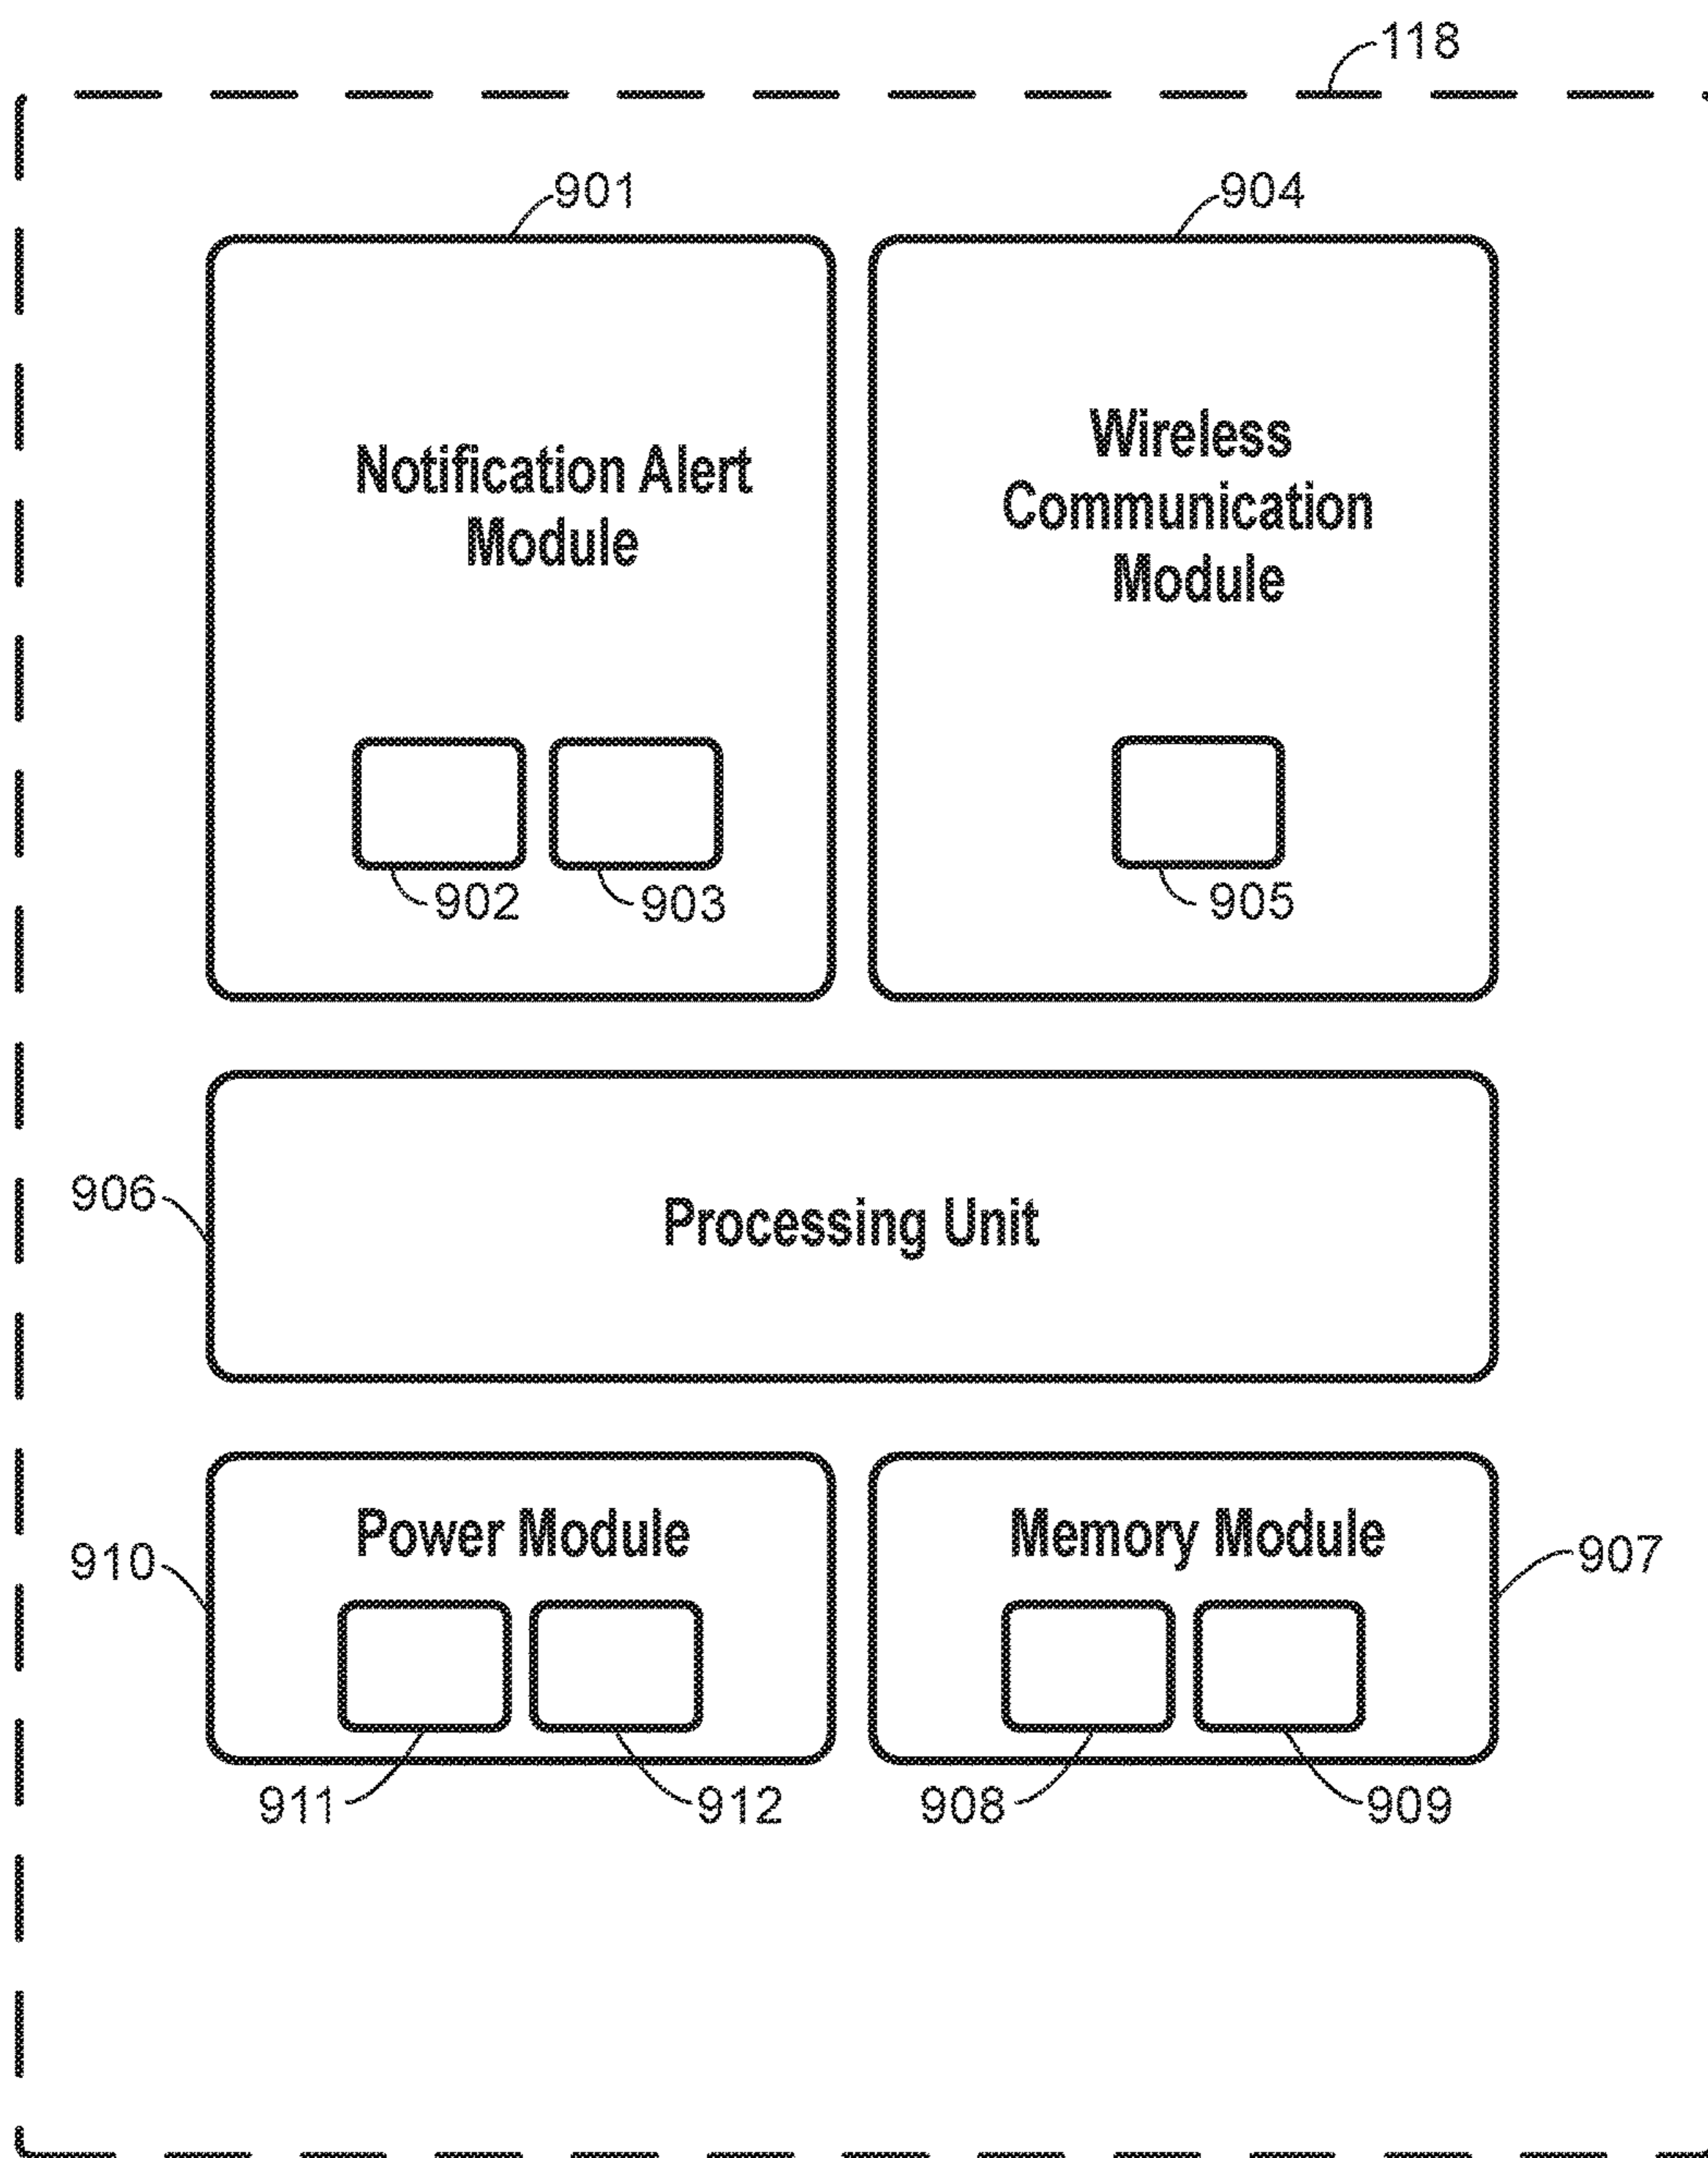 118
901
904
Notification Alert
Module
Wireless
Communication
Module
902
903
905
906
Processing Unit
910
Power Module
Memory Module
907
911
912
908
909